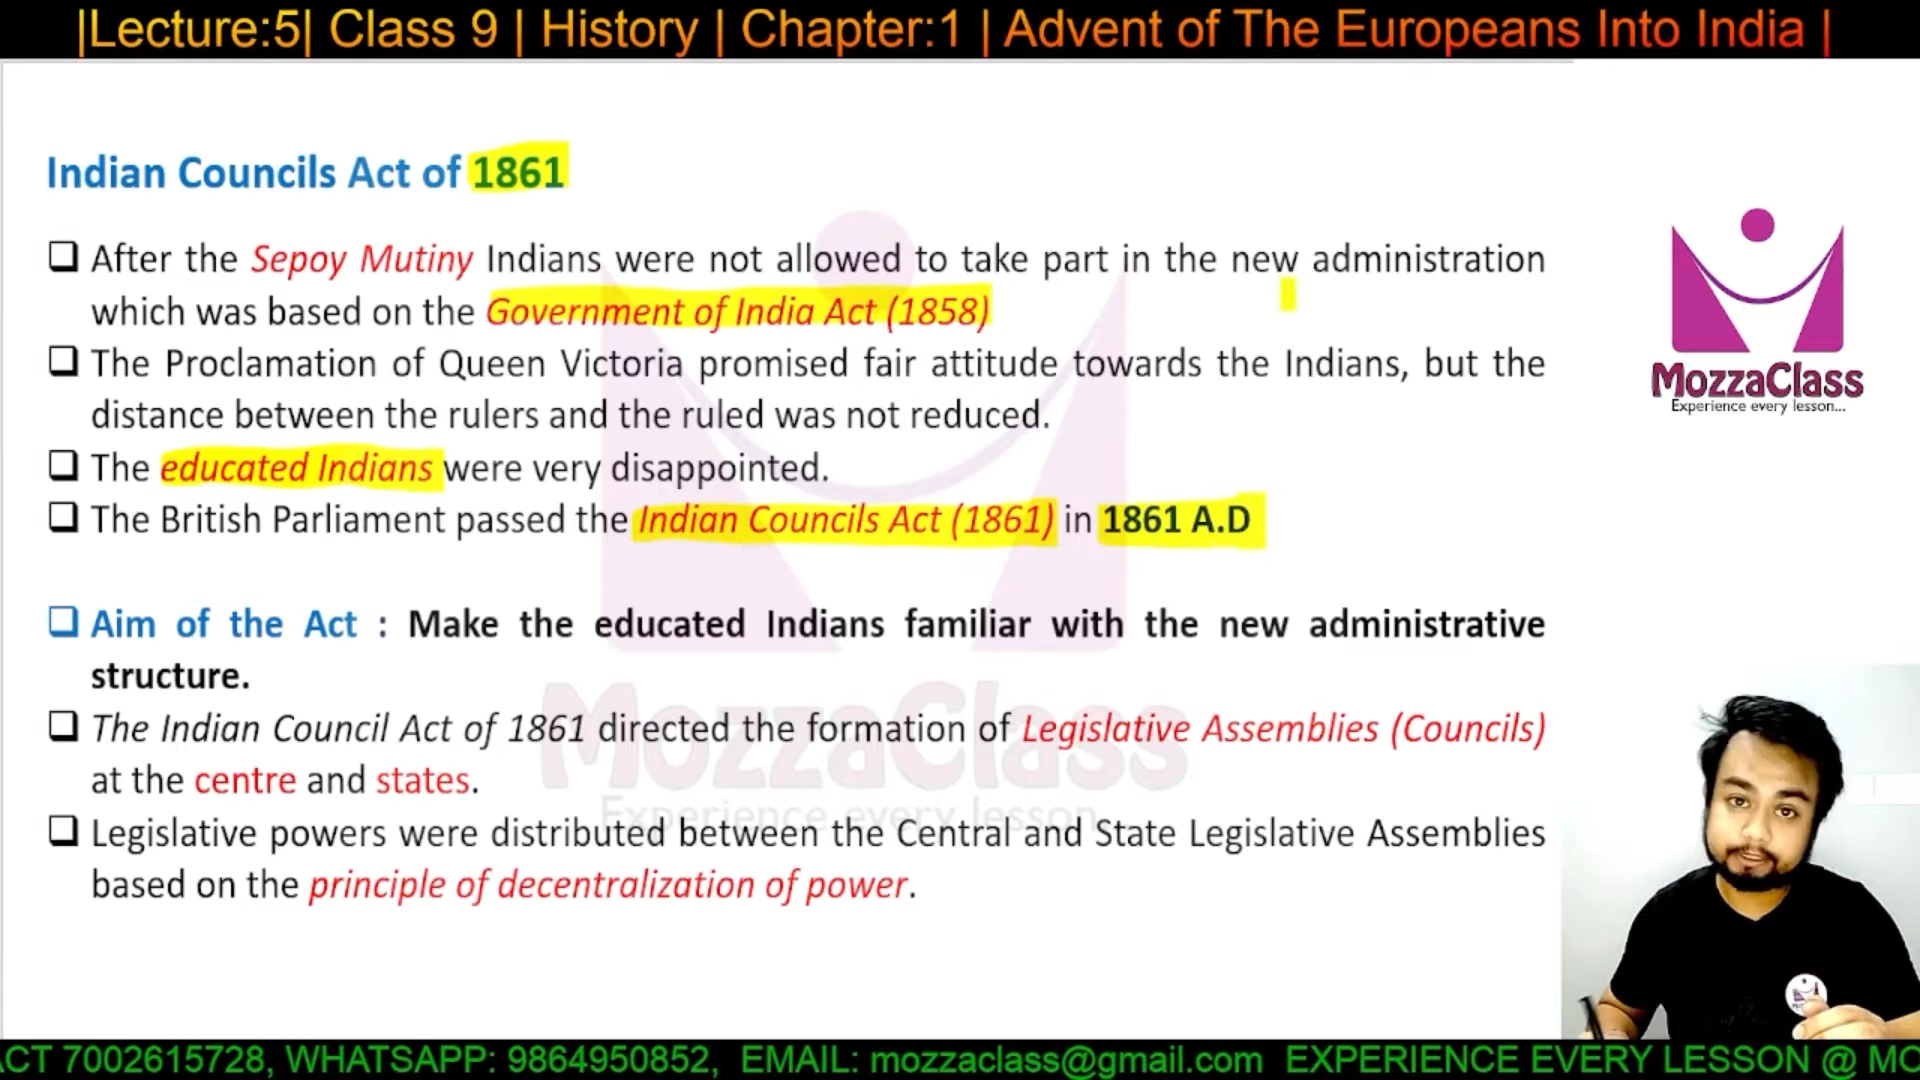 |Lecture:5| Class 9 | History | Chapter:1 | Advent of The Europeans Into India |
Indian Councils Act of 1861
After the Sepoy Mutiny Indians were not allowed to take part in the new administration
which was based on the Government of India Act (1858)
The Proclamation of Queen Victoria promised fair attitude towards the Indians, but the
distance between the rulers and the ruled was not reduced.
The educated Indians were very disappointed.
The British Parliament passed the Indian Councils Act (1861) in 1861 A.D
Aim of the Act : Make the educated Indians familiar with the new administrative
structure.
The Indian Council Act of 1861 directed the formation of Legislative Assemblies (Councils)
at the centre and states.
Legislative powers were distributed between the Central and State Legislative Assemblies
based on the principle of decentralization of power.
MozzaClass
Experience every lesson...
MozzaClass
Experience every lesson...
ACT 7002615728, WHATSAPP: 9864950852, EMAIL: mozzaclass@gmail.com EXPERIENCE EVERY LESSON @ MO